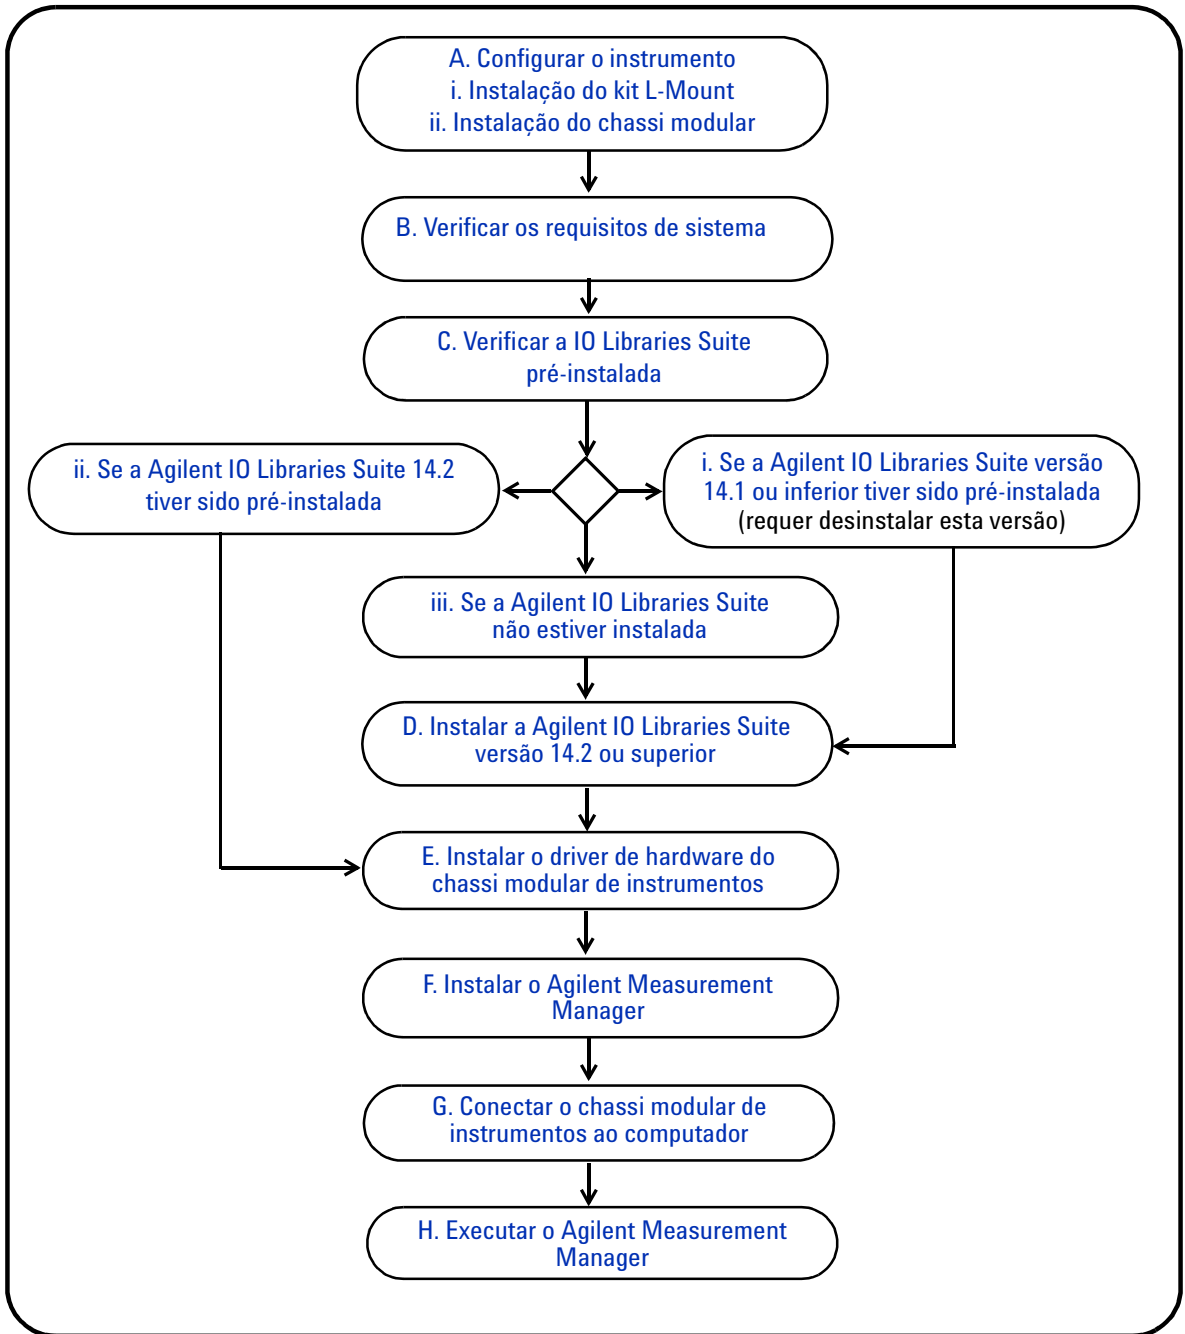 A. Configurar o instrumento
i. Instalação do kit L-Mount
ii. Instalação do chassi modular
B. Verificar os requisitos de sistema
C. Verificar a IO Libraries Suite
pré-instalada
ii. Se a Agilent IO Libraries Suite 14.2
tiver sido pré-instalada
i. Se a Agilent IO Libraries Suite versão
14.1 ou inferior tiver sido pré-instalada
(requer desinstalar esta versão)
iii. Se a Agilent IO Libraries Suite
não estiver instalada
D. Instalar a Agilent IO Libraries Suite
versão 14.2 ou superior
E. Instalar o driver de hardware do
chassi modular de instrumentos
F. Instalar o Agilent Measurement
Manager
G. Conectar o chassi modular de
instrumentos ao computador
H. Executar o Agilent Measurement
Manager